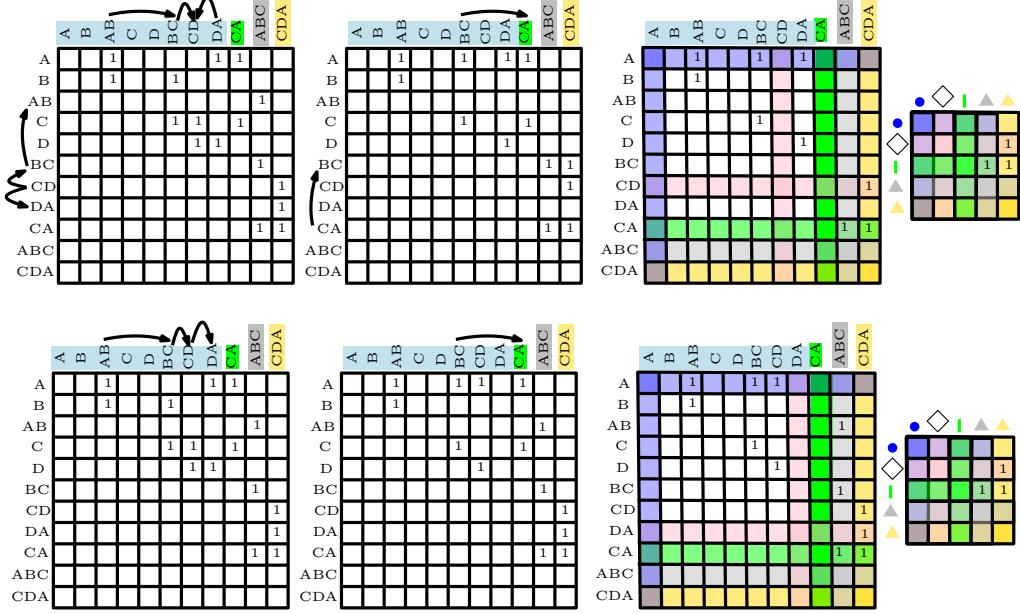 A B AB C D BC CD DA CA ABC CDA
A 1 1 1
B 1 1
AB 1
C 1 1 1
D 1 1
BC 1
CD 1
DA 1
CA 1 1
ABC
CDA
A B AB C D BC CD DA CA ABC CDA
A 1 1 1 1
B 1
AB
C 1 1
D 1
BC 1 1
CD 1
DA
CA 1 1
ABC
CDA
A B AB C D BC CD DA CA ABC CDA
A 1 1 1
B 1
AB
C 1
D 1
BC
CD 1
DA
CA 1 1
ABC
CDA
1
1 1
A B AB C D BC CD DA CA ABC CDA
A 1 1 1
B 1 1
AB 1
C 1 1 1
D 1 1
BC 1
CD 1
DA 1
CA 1 1
ABC
CDA
A B AB C D BC CD DA CA ABC CDA
A 1 1 1 1
B 1
AB 1
C 1 1
D 1
BC 1
CD 1
DA 1
CA 1 1
ABC
CDA
A B AB C D BC CD DA CA ABC CDA
A 1 1 1
B 1
AB 1
C 1
D 1
BC 1
CD 1
DA 1
CA 1 1
ABC
CDA
1
1 1